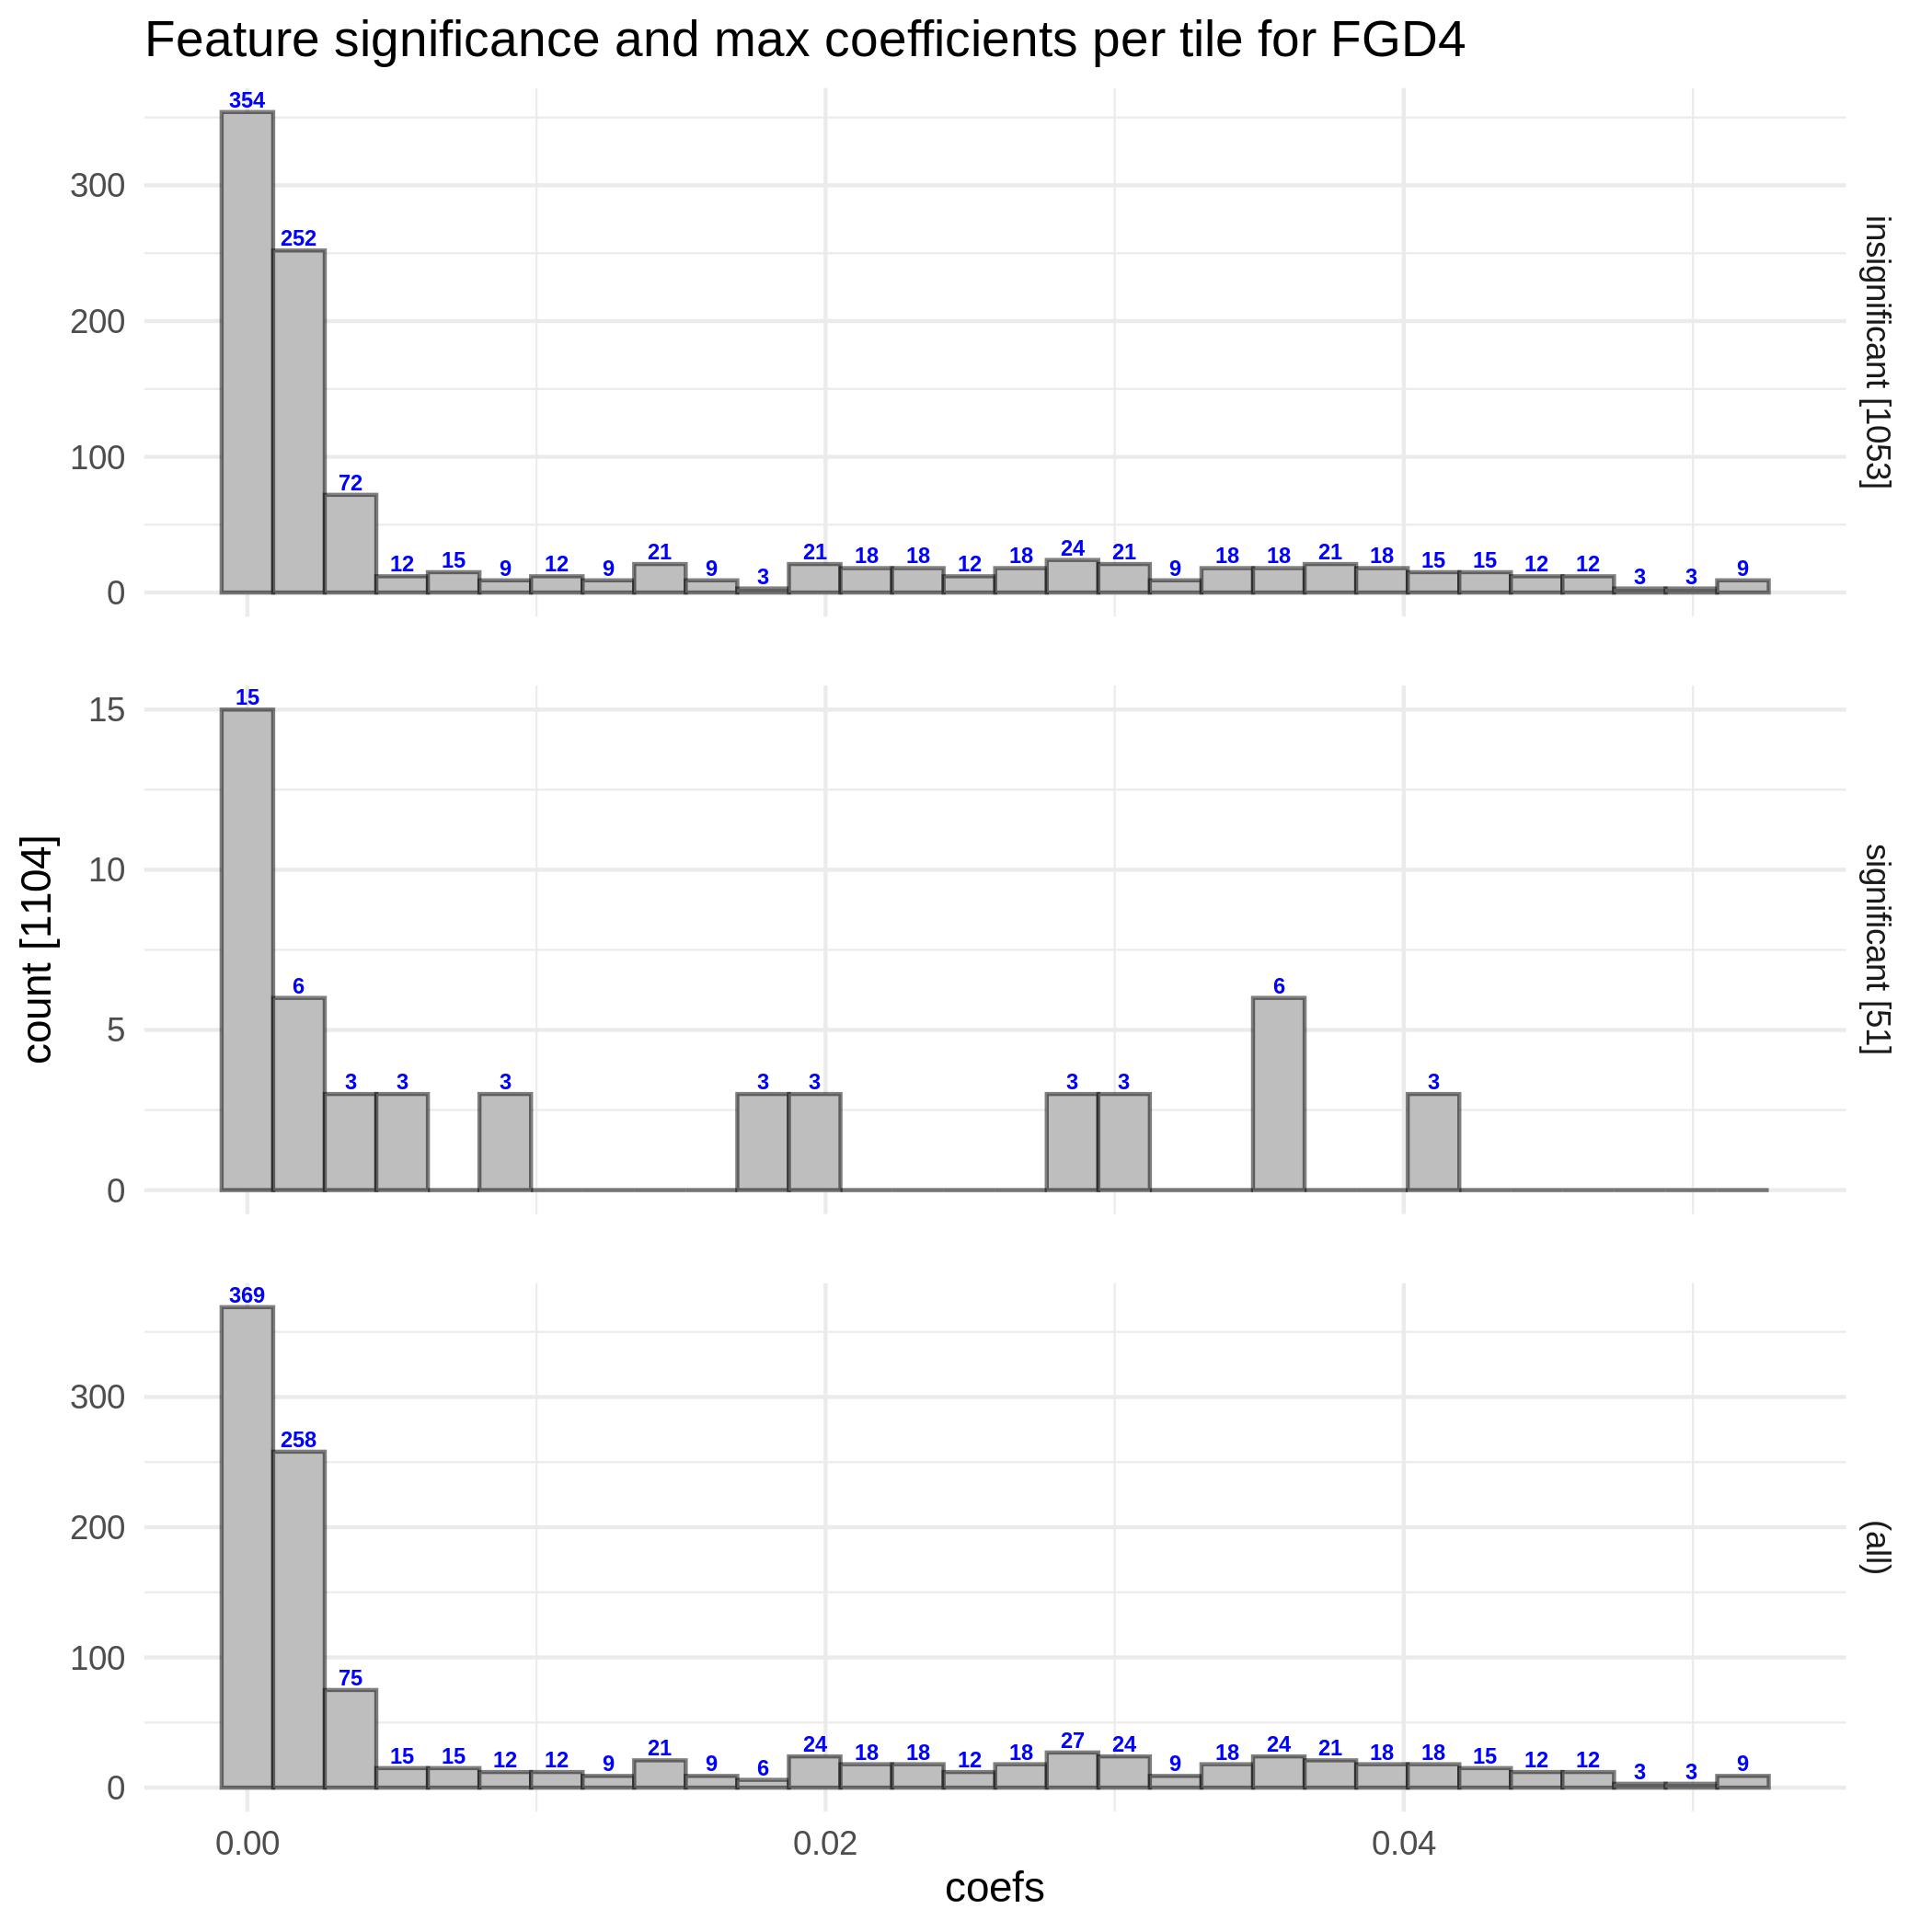 Feature significance and max coefficients per tile for FGD4
354
252
72
12 15 9 12 9 21 9 3 21 18 18 12 18 24 21 9 18 18 21 18 15 15 12 12 3 3 9
300
200
100
0
insignificant [1053]
15
6
3 3 3 3 3 3 3 6 3
15
10
5
0
significant [51]
count [1104]
369
258
75
15 15 12 12 9 21 9 6 24 18 18 12 18 27 24 9 18 24 21 18 18 15 12 12 3 3 9
300
200
100
0
(all)
0.00 0.02 0.04
coefs